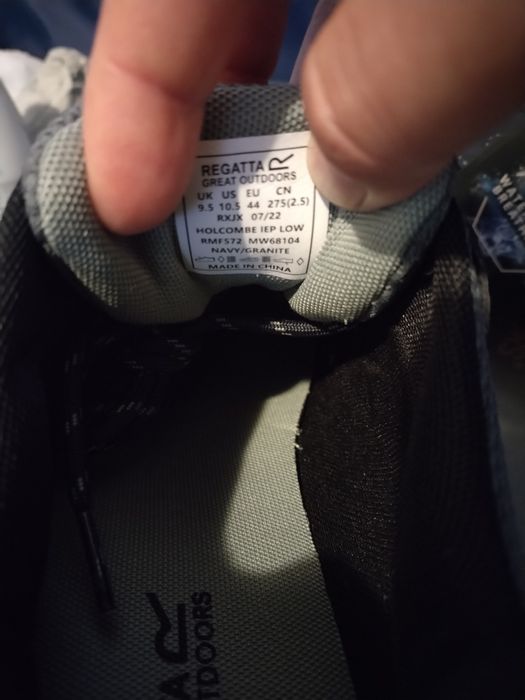 REGATTA
GREAT OUTDOORS
UK US EU CN
9.5 10.5 44 275(2.5)
RXJX 07/22
HOLCOMBE IEP LOW
RMF572 MW68104
NAVY/GRANITE
MADE IN CHINA